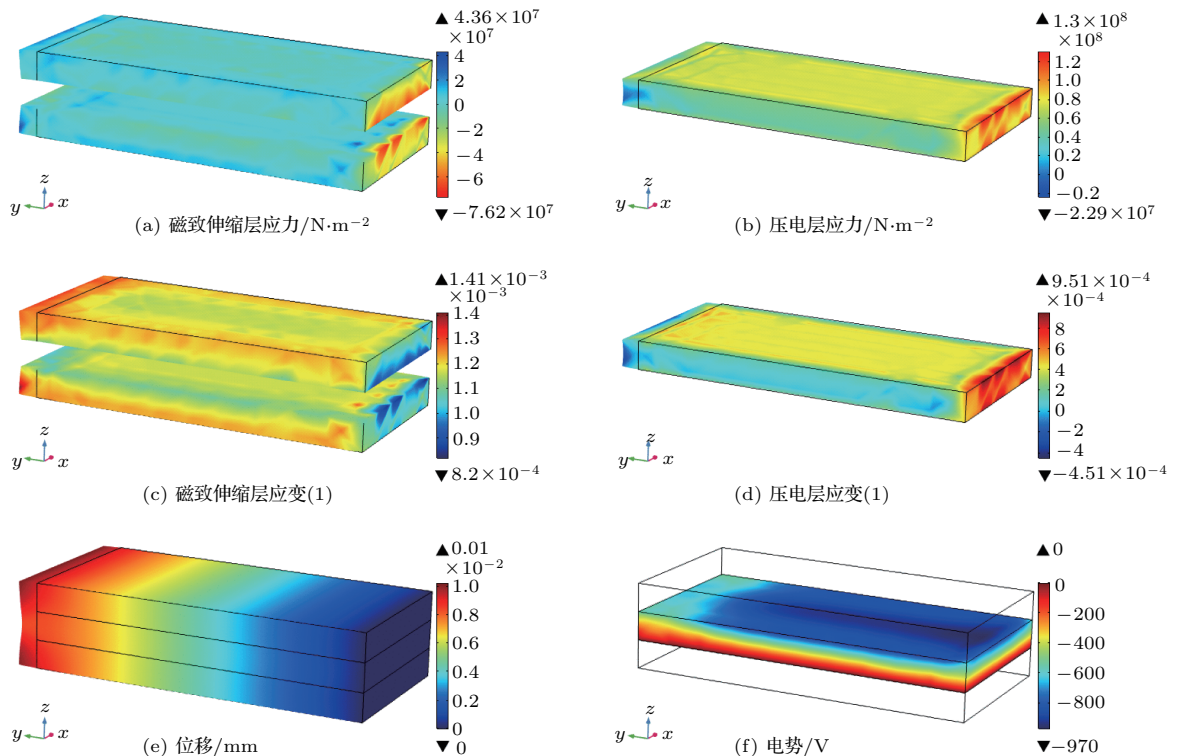 ▲ 4.36×10⁷
×10⁷
4
2
0
−2
−4
−6
▼ −7.62×10⁷
z
y
x
(a) 磁致伸缩层应力/N·m⁻²
▲ 1.3×10⁸
×10⁸
1.2
1.0
0.8
0.6
0.4
0.2
0
−0.2
▼ −2.29×10⁷
z
y
x
(b) 压电层应力/N·m⁻²
▲ 1.41×10⁻³
×10⁻³
1.4
1.3
1.2
1.1
1.0
0.9
▼ 8.2×10⁻⁴
z
y
x
(c) 磁致伸缩层应变(1)
▲ 9.51×10⁻⁴
×10⁻⁴
8
6
4
2
0
−2
−4
▼ −4.51×10⁻⁴
z
y
x
(d) 压电层应变(1)
▲ 0.01
×10⁻²
1.0
0.8
0.6
0.4
0.2
0
▼ 0
z
y
x
(e) 位移/mm
▲ 0
0
−200
−400
−600
−800
▼ −970
z
y
x
(f) 电势/V